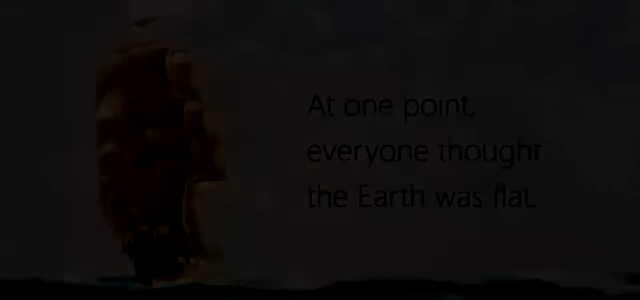 At one point,
everyone thought
the Earth was flat.